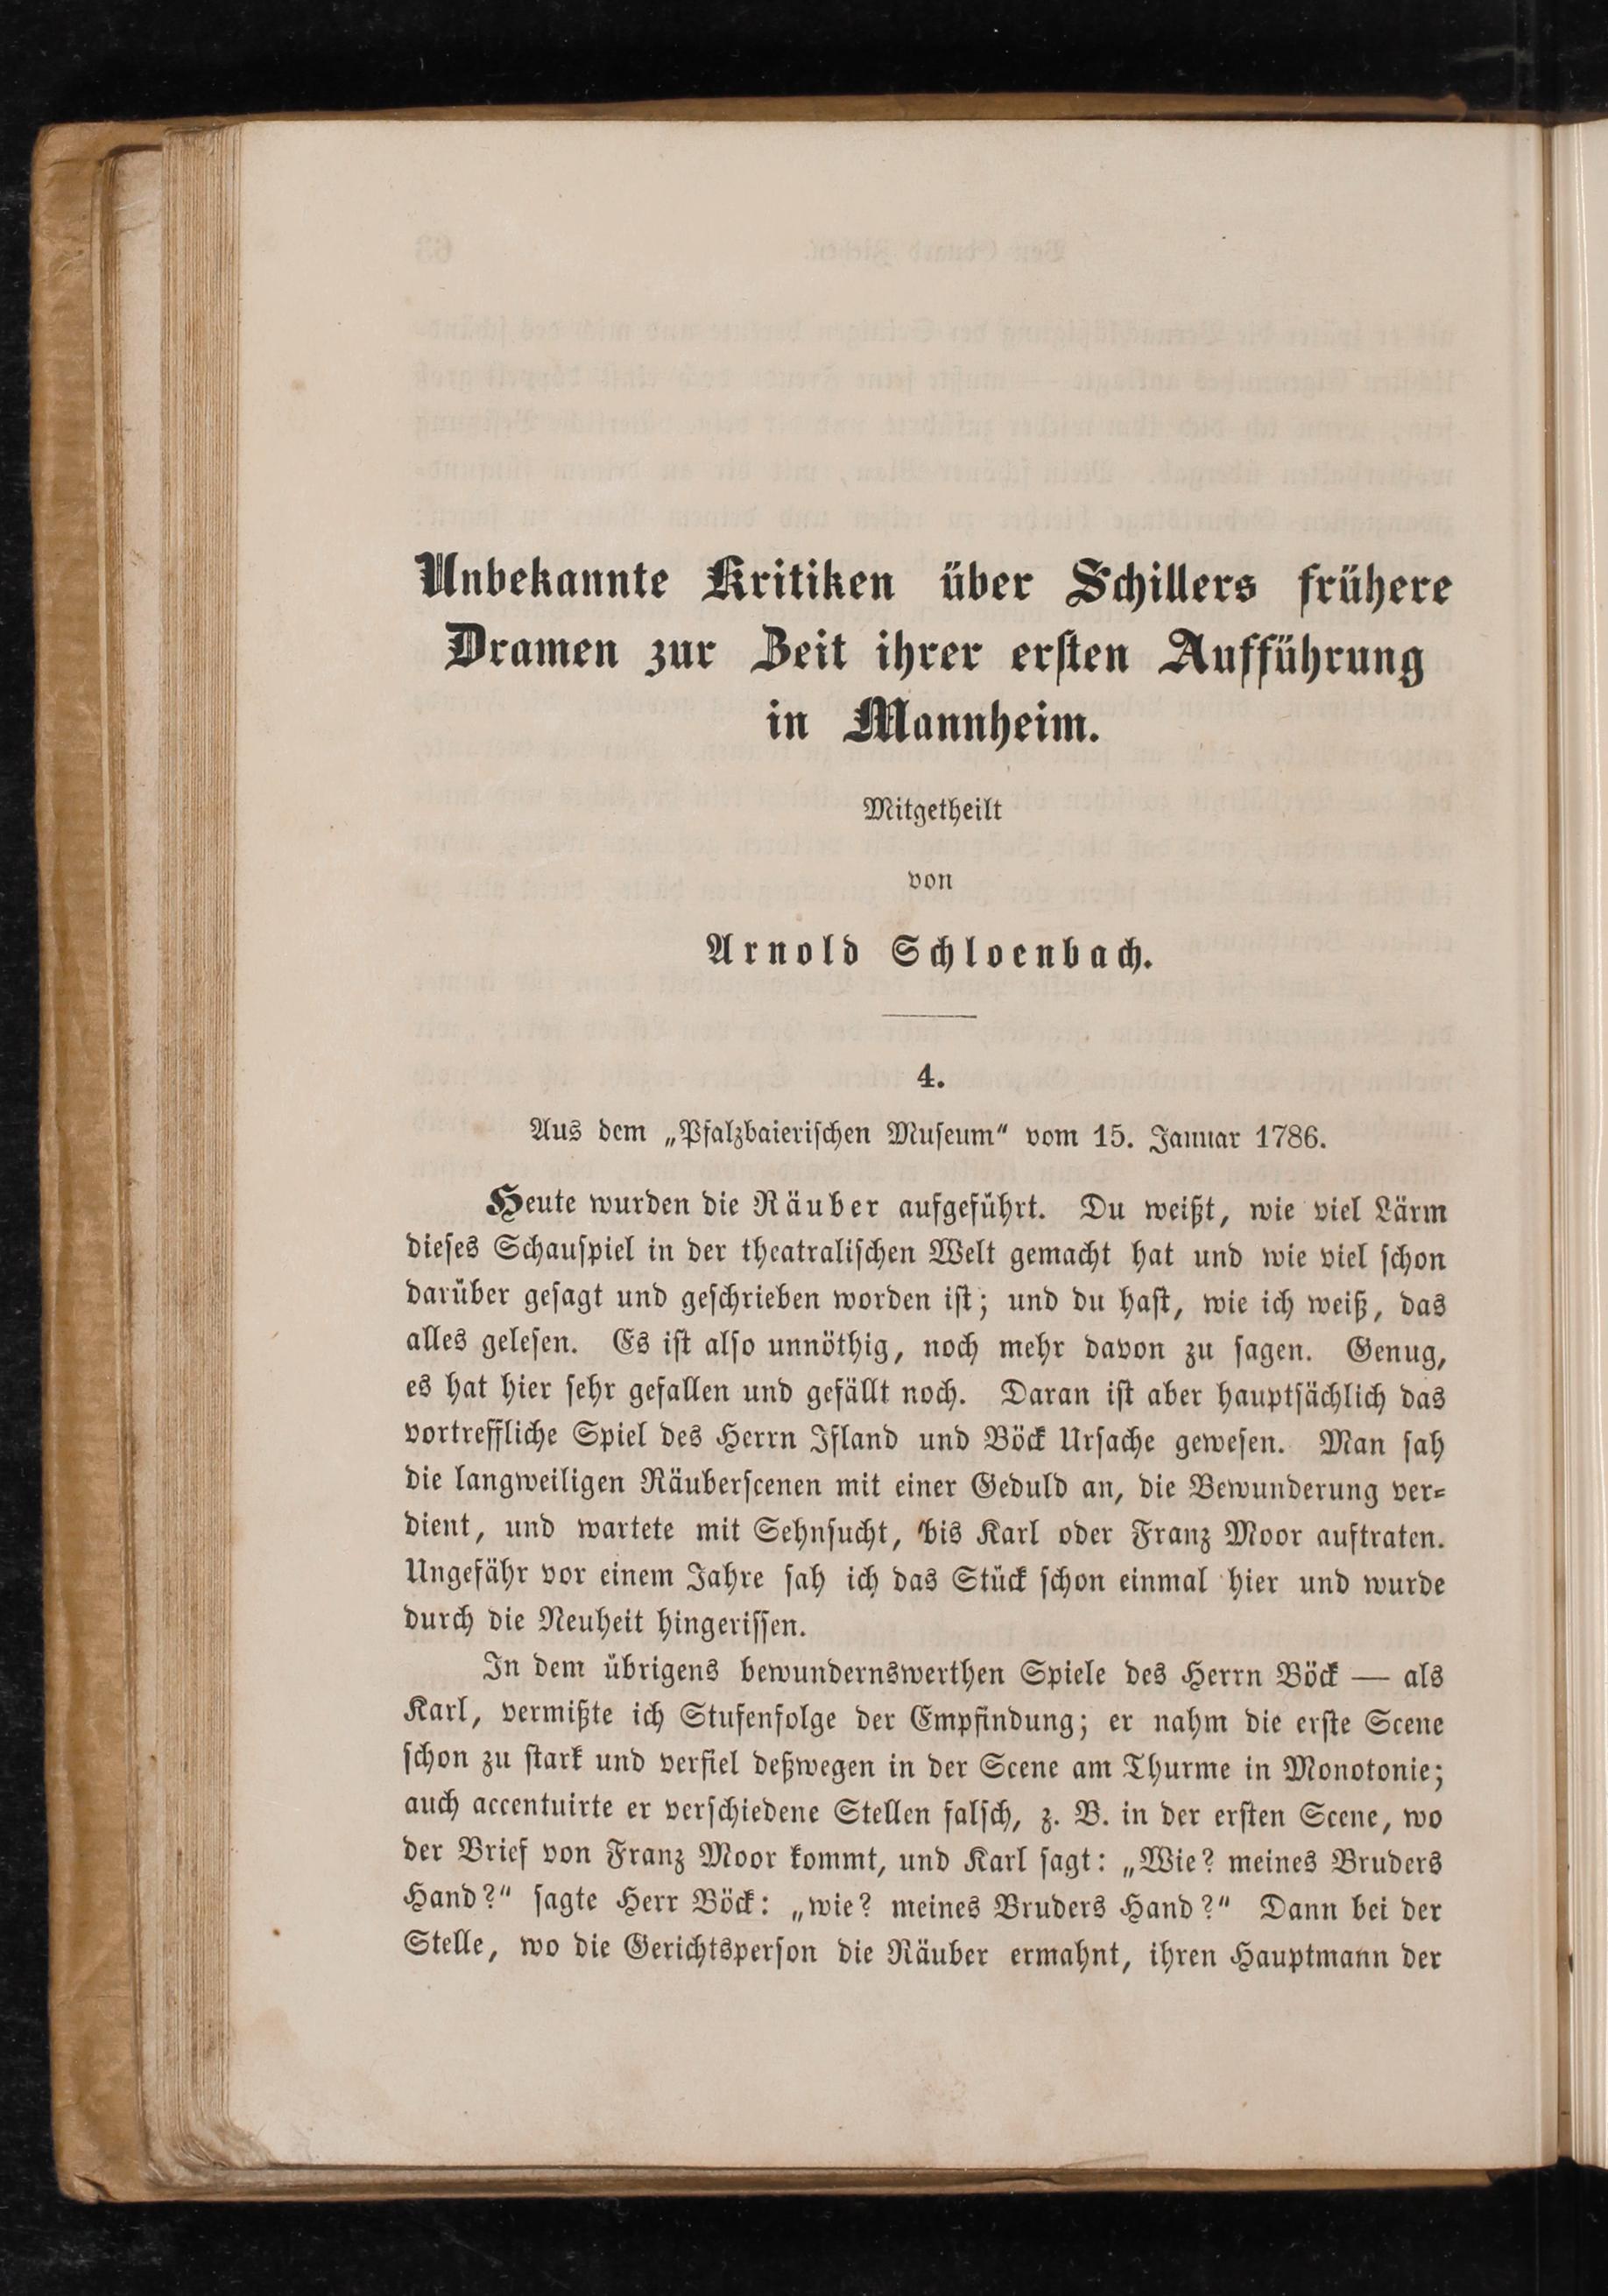 Unbekannte Kritiken über Schillers frühere
Dramen zur Zeit ihrer ersten Aufführung
in Mannheim.
Mitgetheilt
von
Arnold Schloenbach.
4.
Aus dem „Pfalzbaierischen Museum“ vom 15. Januar 1786.
Heute wurden die Räuber aufgeführt. Du weißt, wie viel Lärm
dieses Schauspiel in der theatralischen Welt gemacht hat und wie viel schon
darüber gesagt und geschrieben worden ist; und du hast, wie ich weiß, das
alles gelesen. Es ist also unnöthig, noch mehr davon zu sagen. Genug,
es hat hier sehr gefallen und gefällt noch. Daran ist aber hauptsächlich das
vortreffliche Spiel des Herrn Ifland und Böck Ursache gewesen. Man sah
die langweiligen Räuberscenen mit einer Geduld an, die Bewunderung ver-
dient, und wartete mit Sehnsucht, bis Karl oder Franz Moor auftraten.
Ungefähr vor einem Jahre sah ich das Stück schon einmal hier und wurde
durch die Neuheit hingerissen.
In dem übrigens bewundernswerthen Spiele des Herrn Böck — als
Karl, vermißte ich Stufenfolge der Empfindung; er nahm die erste Scene
schon zu stark und verfiel deßwegen in der Scene am Thurme in Monotonie;
auch accentuirte er verschiedene Stellen falsch, z. B. in der ersten Scene, wo
der Brief von Franz Moor kommt, und Karl sagt: „Wie? meines Bruders
Hand?“ sagte Herr Böck: „wie? meines Bruders Hand?“ Dann bei der
Stelle, wo die Gerichtsperson die Räuber ermahnt, ihren Hauptmann der